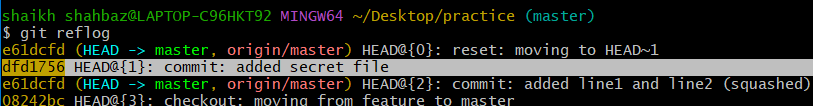 shaikh shahbaz@LAPTOP-C96HKT92 MINGW64 ~/Desktop/practice (master)
$ git reflog
e61dcfd (HEAD -> master, origin/master) HEAD@{0}: reset: moving to HEAD~1
dfd1756 HEAD@{1}: commit: added secret file
e61dcfd (HEAD -> master, origin/master) HEAD@{2}: commit: added line1 and line2 (squashed)
08242bc HEAD@{3}: checkout: moving from feature to master